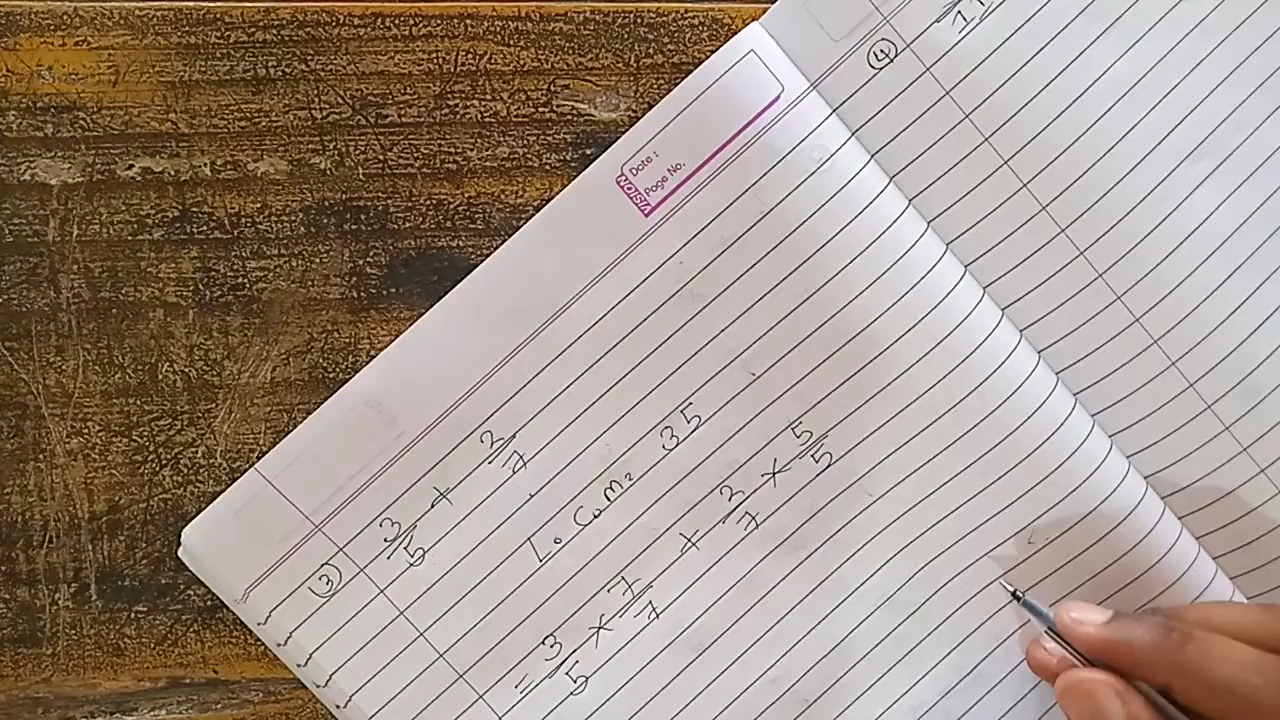 Date :
Page No.
VISION
③ 3/5 + 2/7
L.C.M = 35
= 3/5 × 7/7 + 2/7 × 5/5
④
11